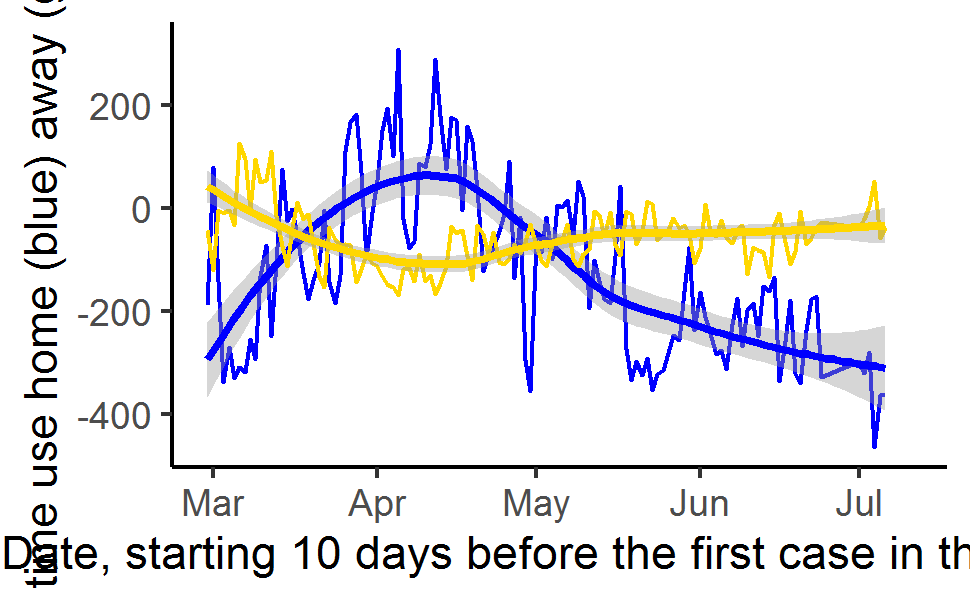 time use home (blue) away (g
200
0
-200
-400
Mar Apr May Jun Jul
Date, starting 10 days before the first case in th